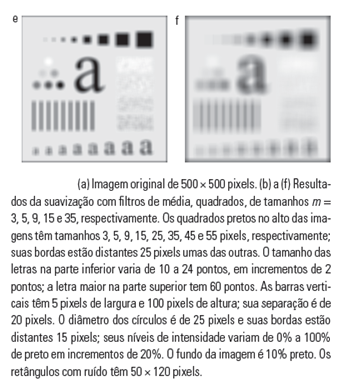 e f
a a
a a a a a a a a
(a) Imagem original de 500 × 500 pixels. (b) a (f) Resulta-
dos da suavização com filtros de média, quadrados, de tamanhos m =
3, 5, 9, 15 e 35, respectivamente. Os quadrados pretos no alto das ima-
gens têm tamanhos 3, 5, 9, 15, 25, 35, 45 e 55 pixels, respectivamente;
suas bordas estão distantes 25 pixels umas das outras. O tamanho das
letras na parte inferior varia de 10 a 24 pontos, em incrementos de 2
pontos; a letra maior na parte superior tem 60 pontos. As barras verti-
cais têm 5 pixels de largura e 100 pixels de altura; sua separação é de
20 pixels. O diâmetro dos círculos é de 25 pixels e suas bordas estão
distantes 15 pixels; seus níveis de intensidade variam de 0% a 100%
de preto em incrementos de 20%. O fundo da imagem é 10% preto. Os
retângulos com ruído têm 50 × 120 pixels.